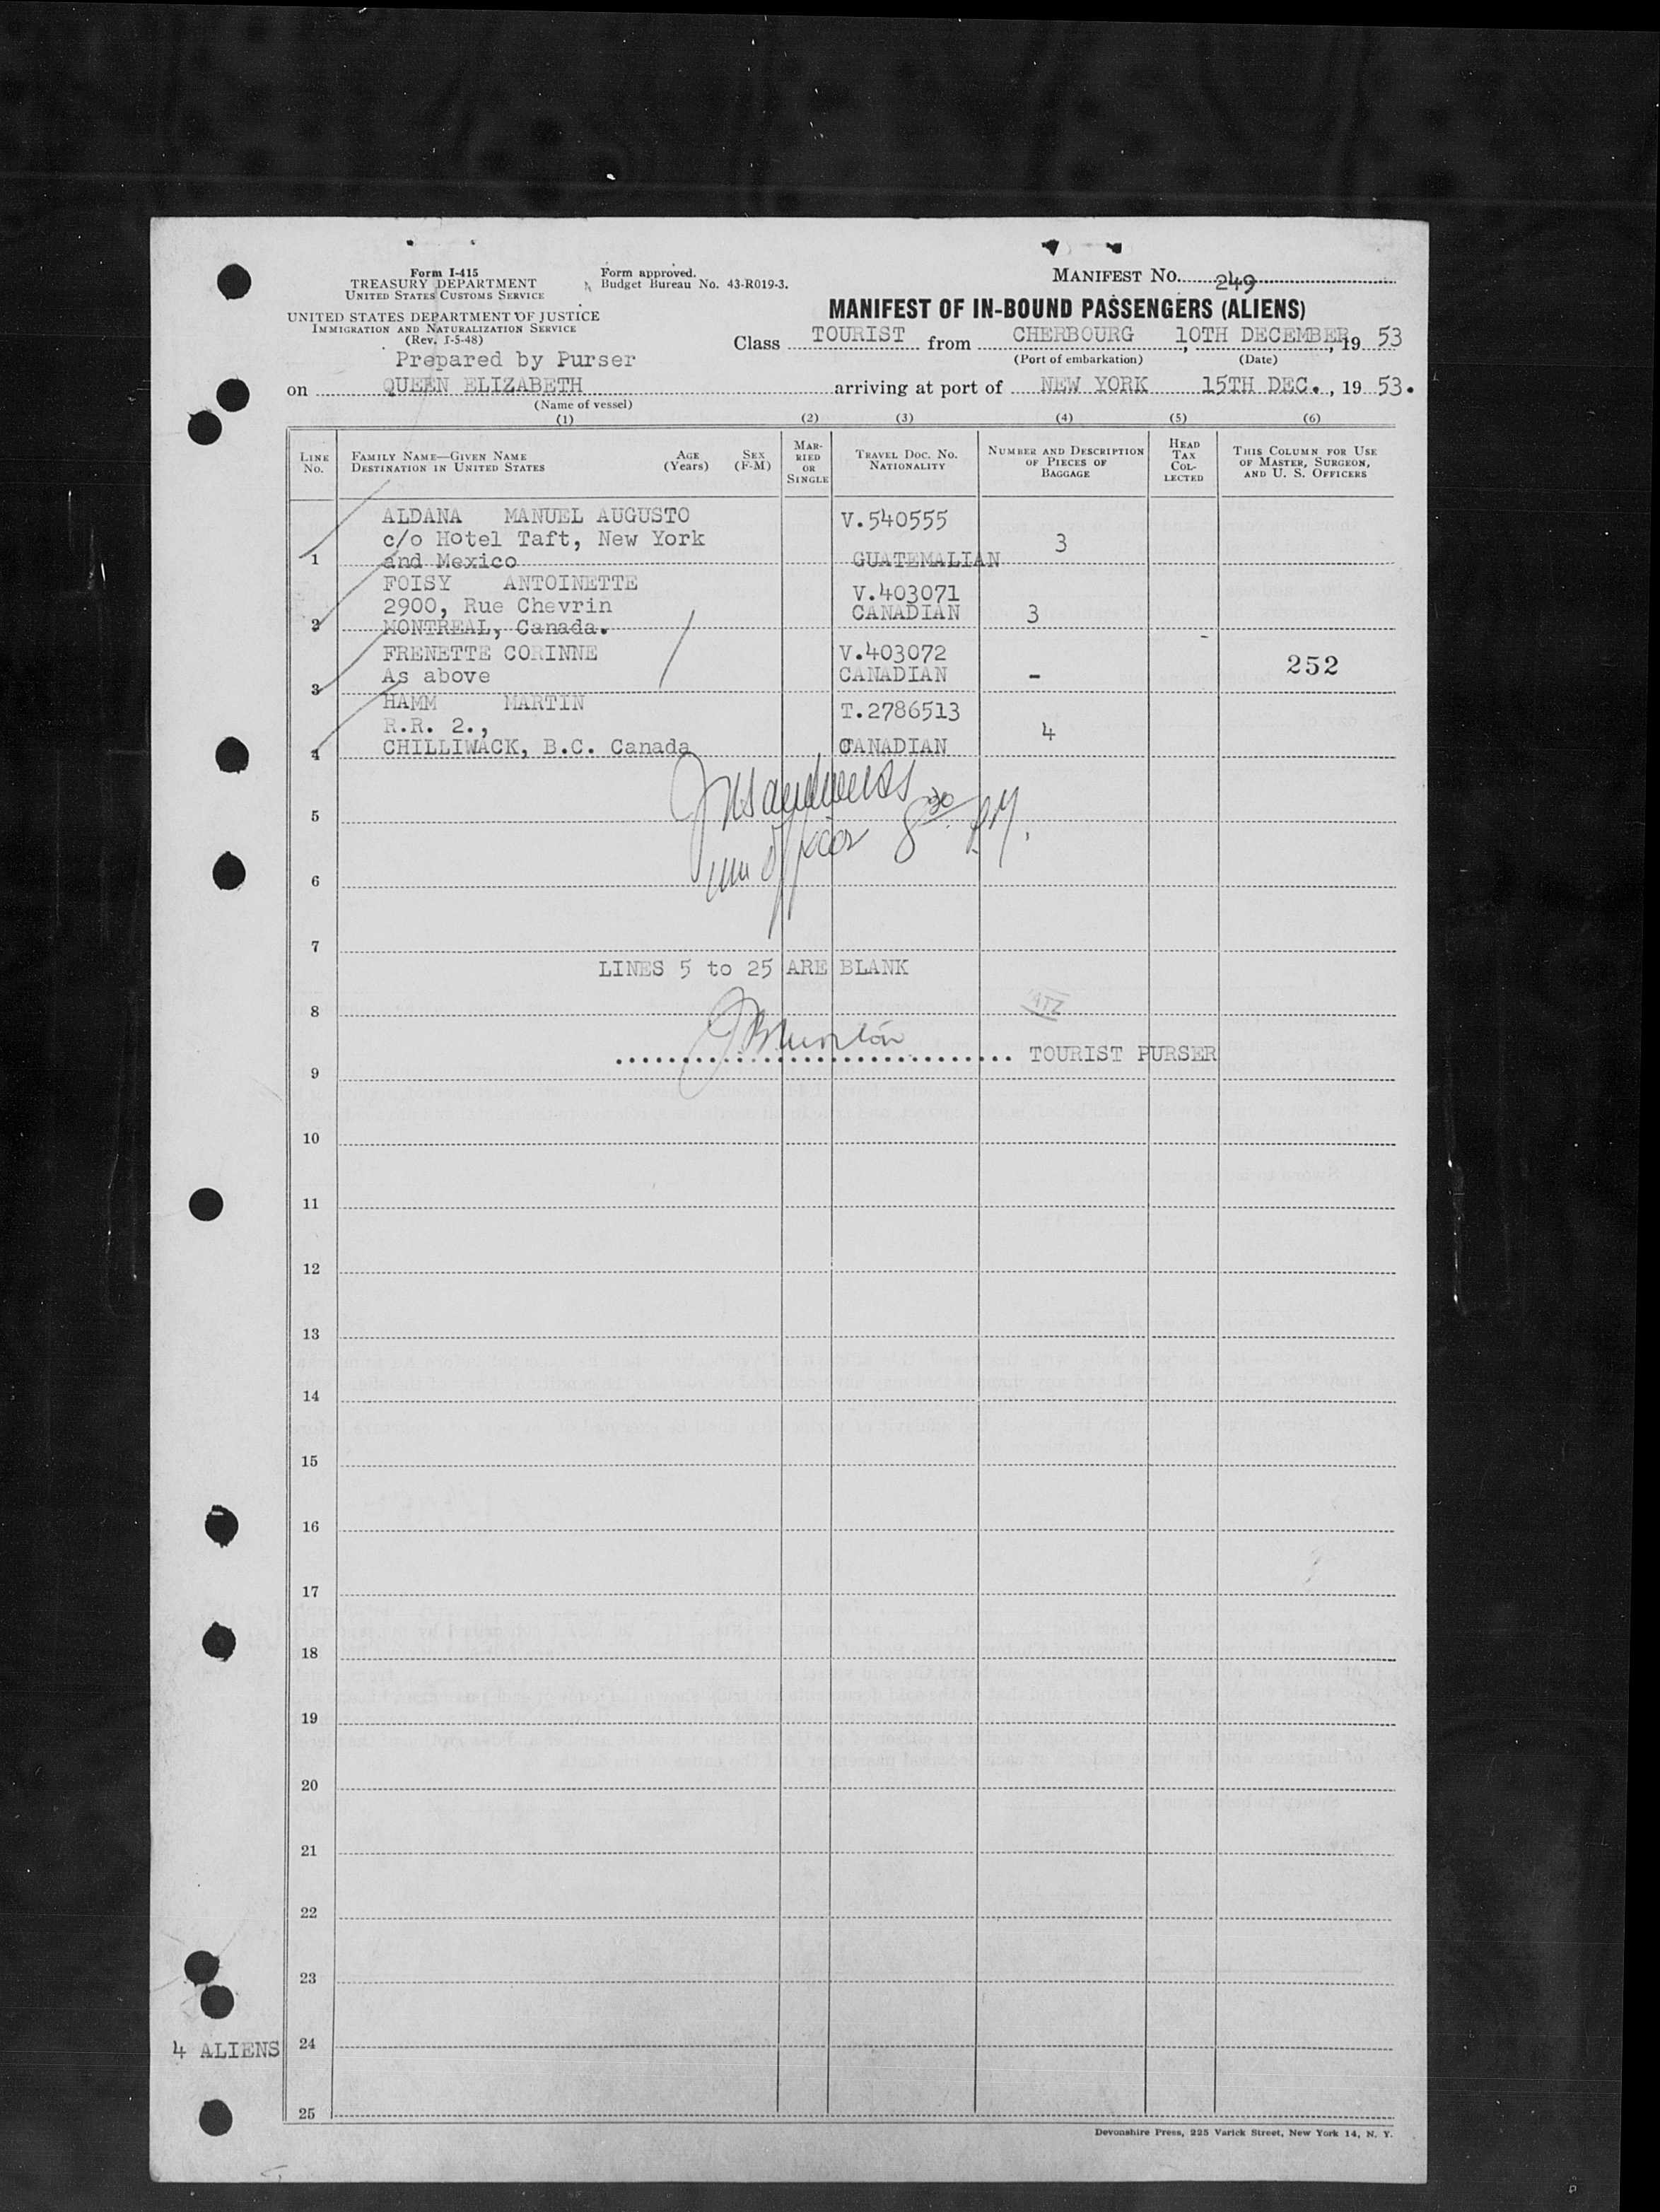 Form I-415
TREASURY DEPARTMENT
UNITED STATES CUSTOMS SERVICE
UNITED STATES DEPARTMENT OF JUSTICE
IMMIGRATION AND NATURALIZATION SERVICE
(Rev. 1-5-48)
Form approved.
Budget Bureau No. 43-R019-3.
MANIFEST NO. 249
MANIFEST OF IN-BOUND PASSENGERS (ALIENS)
Prepared by Purser
Class TOURIST from CHERBOURG, 10TH DECEMBER, 19 53
(Port of embarkation) (Date)
on QUEEN ELIZABETH arriving at port of NEW YORK 15TH DEC., 19 53.
(Name of vessel)
(1) (2) (3) (4) (5) (6)
LINE NO. FAMILY NAME—GIVEN NAME DESTINATION IN UNITED STATES AGE (Years) SEX (F-M) MARRIED OR SINGLE TRAVEL DOC. NO. NATIONALITY NUMBER AND DESCRIPTION OF PIECES OF BAGGAGE HEAD TAX COLLECTED THIS COLUMN FOR USE OF MASTER, SURGEON, AND U. S. OFFICERS
ALDANA MANUEL AUGUSTO V.540555
c/o Hotel Taft, New York 3
1 and Mexico GUATEMALIAN
FOISY ANTOINETTE V.403071
2900, Rue Chevrin CANADIAN 3
2 MONTREAL, Canada.
FRENETTE CORINNE V.403072 252
As above CANADIAN -
3
HAMM MARTIN T.2786513
R.R. 2., 4
4 CHILLIWACK, B.C. Canada CANADIAN
5
8 30 P.M.
6
7
LINES 5 to 25 ARE BLANK
8
TOURIST PURSER
9
10
11
12
13
14
15
16
17
18
19
20
21
22
23
4 ALIENS 24
25
Devonshire Press, 225 Varick Street, New York 14, N. Y.